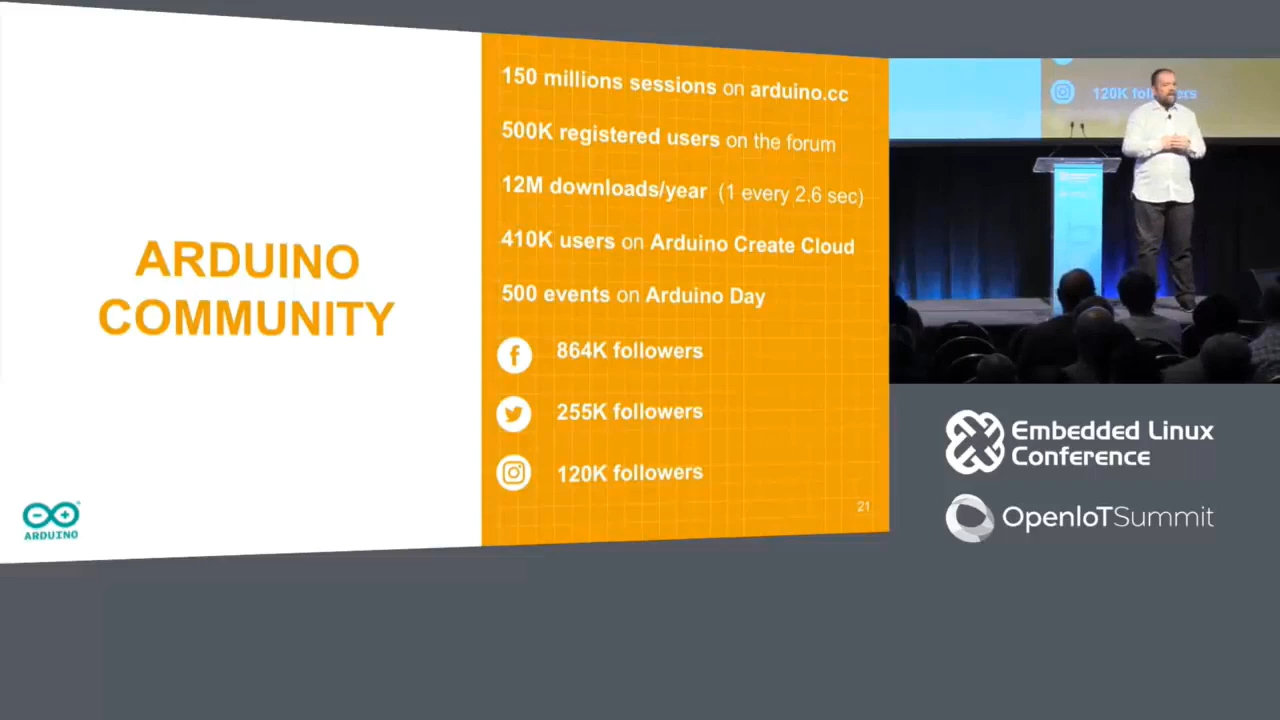 ARDUINO
COMMUNITY
ARDUINO
150 millions sessions on arduino.cc
500K registered users on the forum
12M downloads/year (1 every 2.6 sec)
410K users on Arduino Create Cloud
500 events on Arduino Day
864K followers
255K followers
120K followers
21
120K followers
Embedded Linux
Conference
OpenIoTSummit